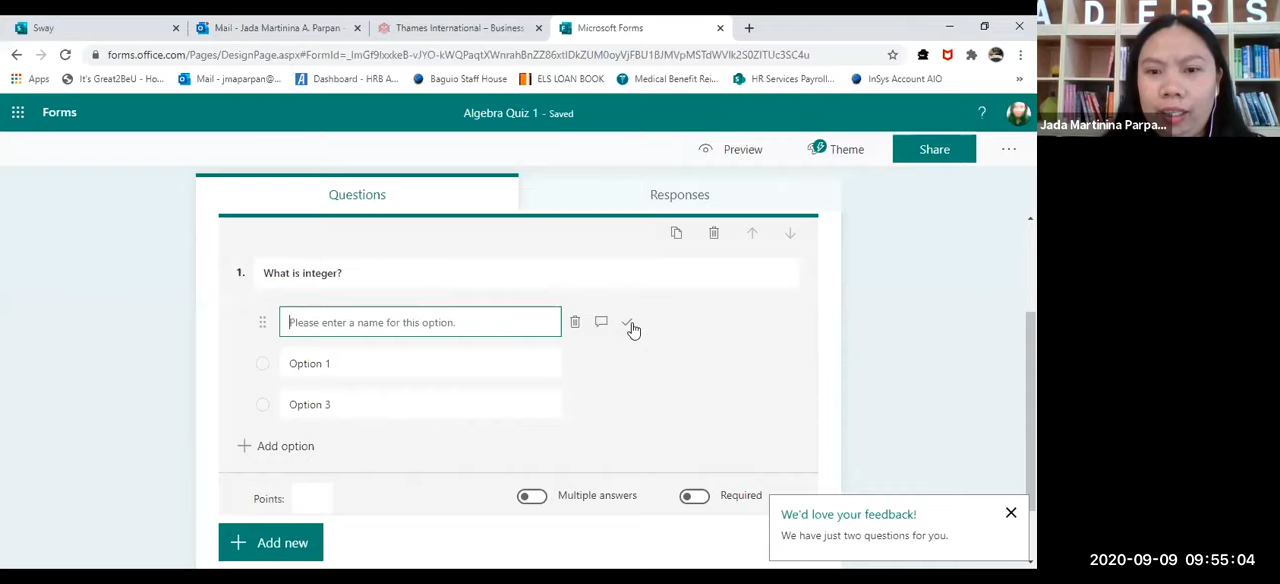 Sway
Mail - Jada Martinina A. Parpan -
Thames International – Business
Microsoft Forms
forms.office.com/Pages/DesignPage.aspx#FormId=_
Apps
It's Great2BeU - Ho...
Mail - jmaparpan@...
Dashboard - HRB A...
Baguio Staff House
ELS LOAN BOOK
Medical Benefit Rei...
HR Services Payroll...
InSys Account AIO
»
Forms
Algebra Quiz 1 - Saved
?
Preview
Theme
Share
...
Questions
Responses
1. What is integer?
Please enter a name for this option.
Option 1
Option 3
Add option
Points:
Multiple answers
Required
Add new
We'd love your feedback!
We have just two questions for you.
A D E R S
Jada Martinina Parpa...
2020-09-09 09:55:04